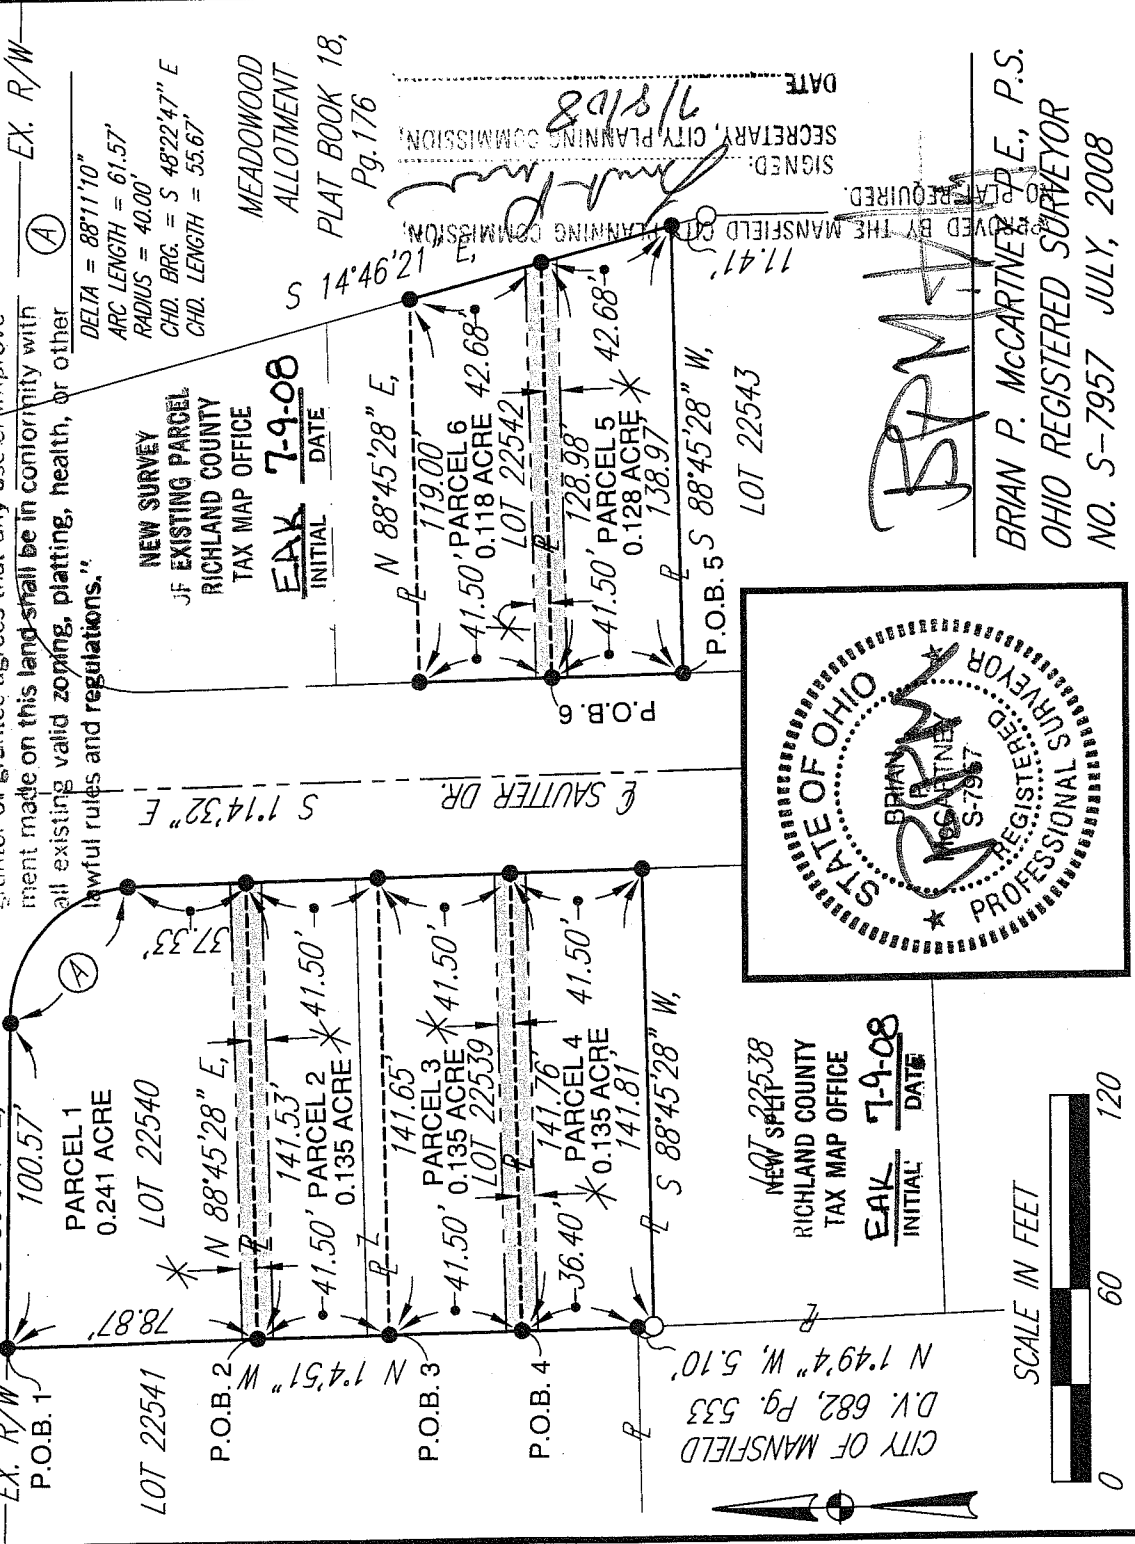 EX. R/W
P.O.B. 1
100.57'
PARCEL 1
0.241 ACRE
LOT 22540
LOT 22541
78.87'
37.33'
A
N 88°45'28" E,
141.53'
P.O.B. 2
41.50' PARCEL 2 41.50'
0.135 ACRE
N 1°4'51" W
141.65'
P.O.B. 3
41.50' PARCEL 3 41.50'
0.135 ACRE
LOT 22539
141.76'
P.O.B. 4
36.40' PARCEL 4 41.50'
0.135 ACRE
141.81'
S 88°45'28" W,
N 1°49'4" W, 5.10'
CITY OF MANSFIELD
D.V. 682, Pg. 533
LOT 22538
NEW SPLIT
RICHLAND COUNTY
TAX MAP OFFICE
EAK 7-9-08
INITIAL DATE
SCALE IN FEET
0 60 120
S 1°14'32" E
℄ SAUTTER DR.
grantee agrees that any use
ment made on this land shall be in conformity with
all existing valid zoning, platting, health, or other
lawful rules and regulations."
EX. R/W
A
DELTA = 88°11'10"
ARC LENGTH = 61.57'
RADIUS = 40.00'
CHD. BRG. = S 48°22'47" E
CHD. LENGTH = 55.67'
NEW SURVEY
OF EXISTING PARCEL
RICHLAND COUNTY
TAX MAP OFFICE
EAK 7-9-08
INITIAL DATE
MEADOWOOD
ALLOTMENT
PLAT BOOK 18,
Pg. 176
S 14°46'21" E,
N 88°45'28" E,
119.00'
41.50' PARCEL 6 42.68'
0.118 ACRE
LOT 22542
128.98'
P.O.B. 6
41.50' PARCEL 5 42.68'
0.128 ACRE
138.97'
P.O.B. 5
S 88°45'28" W,
11.41'
LOT 22543
APPROVED BY THE MANSFIELD CITY PLANNING COMMISSION,
NO PLAT REQUIRED.
SIGNED:
SECRETARY, CITY PLANNING COMMISSION,
7/8/08
DATE
STATE OF OHIO
BRIAN
P.
McCARTNEY
S-7957
REGISTERED
PROFESSIONAL SURVEYOR
BRIAN P. McCARTNEY, P.E., P.S.
OHIO REGISTERED SURVEYOR
NO. S-7957 JULY, 2008